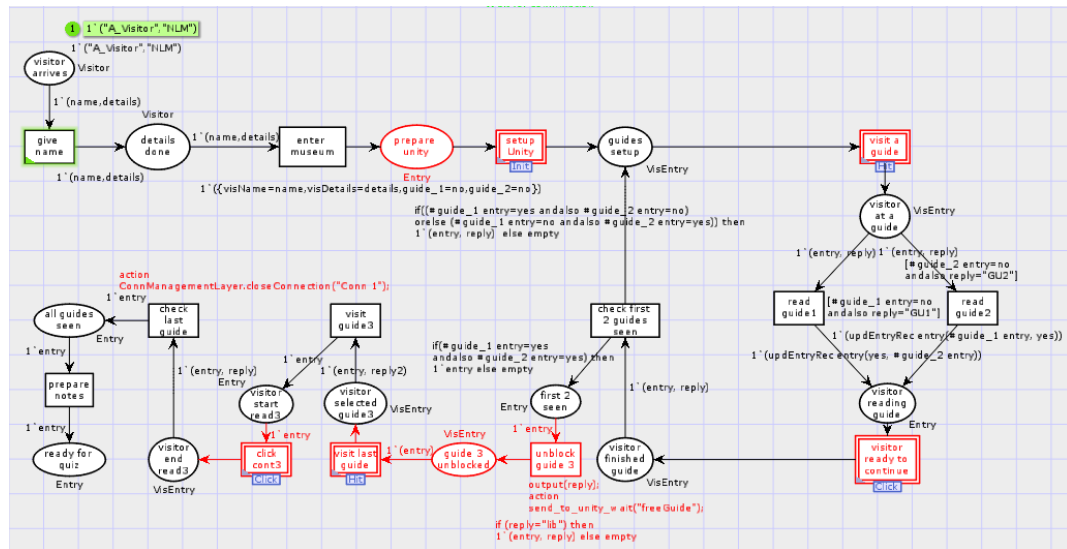 1
1`("A_Visitor","NLM")
1`("A_Visitor","NLM")
visitor
arrives
Visitor
1`(name,details)
give
name
1`(name,details)
Visitor
details
done
1`(name,details)
enter
museum
prepare
unity
Entry
setup
Unity
Init
guides
setup
VisEntry
visit a
guide
Hit
1`({visName=name,visDetails=details,guide_1=no,guide_2=no})
visitor
at a
guide
VisEntry
if((#guide_1 entry=yes andalso #guide_2 entry=no)
orelse (#guide_1 entry=no andalso #guide_2 entry=yes)) then
1`(entry, reply) else empty
1`(entry, reply)
1`(entry, reply)
[#guide_2 entry=no
andalso reply="GU2"]
read
guide1
[#guide_1 entry=no
andalso reply="GU1"]
read
guide2
1`(updEntryRec entry(#guide_1 entry, yes))
1`(updEntryRec entry(yes, #guide_2 entry))
visitor
reading
guide
Entry
visitor
ready to
continue
Click
action
ConnManagementLayer.closeConnection("Conn 1");
all guides
seen
Entry
1`entry
check
last
guide
visit
guide3
check first
2 guides
seen
1`entry
prepare
notes
1`entry
ready for
quiz
Entry
1`(entry, reply)
Entry
1`entry
1`(entry, reply2)
if(#guide_1 entry=yes
andalso #guide_2 entry=yes) then
1`entry else empty
1`(entry, reply)
visitor
start
read3
visitor
selected
guide3
VisEntry
Entry
first 2
seen
visitor
end
read3
VisEntry
1`entry
click
cont3
Click
visit last
guide
Hit
1`(entry)
VisEntry
guide 3
unblocked
1`entry
unblock
guide 3
visitor
finished
guide
VisEntry
output(reply);
action
send_to_unity_wait("freeGuide");
if (reply="lib") then
1`(entry, reply) else empty